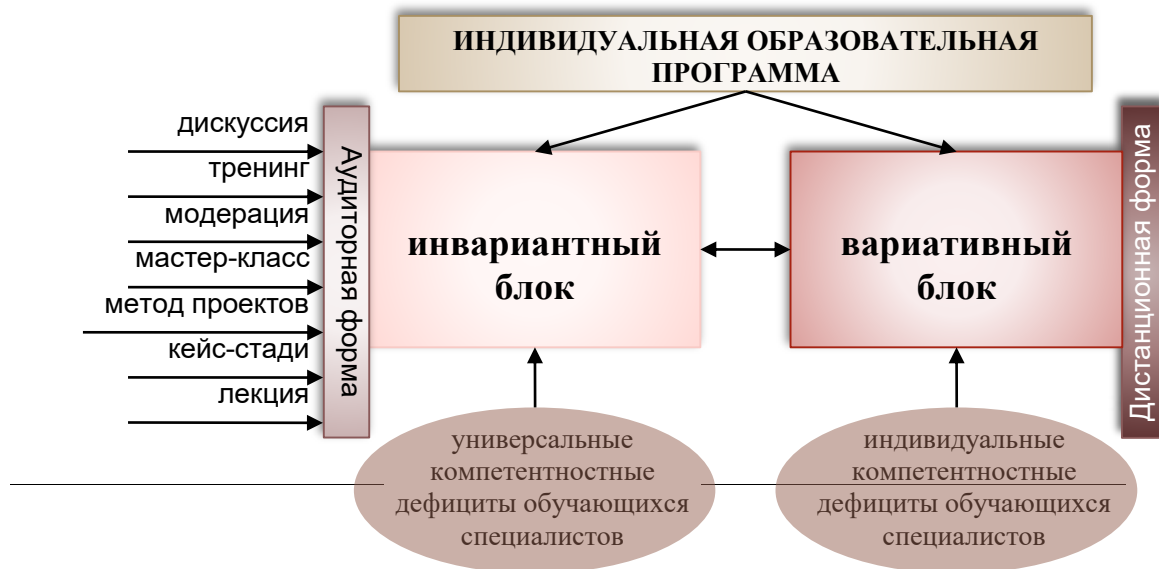 ИНДИВИДУАЛЬНАЯ ОБРАЗОВАТЕЛЬНАЯ
ПРОГРАММА
дискуссия
тренинг
модерация
мастер-класс
метод проектов
кейс-стади
лекция
Аудиторная форма
инвариантный
блок
вариативный
блок
Дистанционная форма
универсальные
компетентностные
дефициты обучающихся
специалистов
индивидуальные
компетентностные
дефициты обучающихся
специалистов